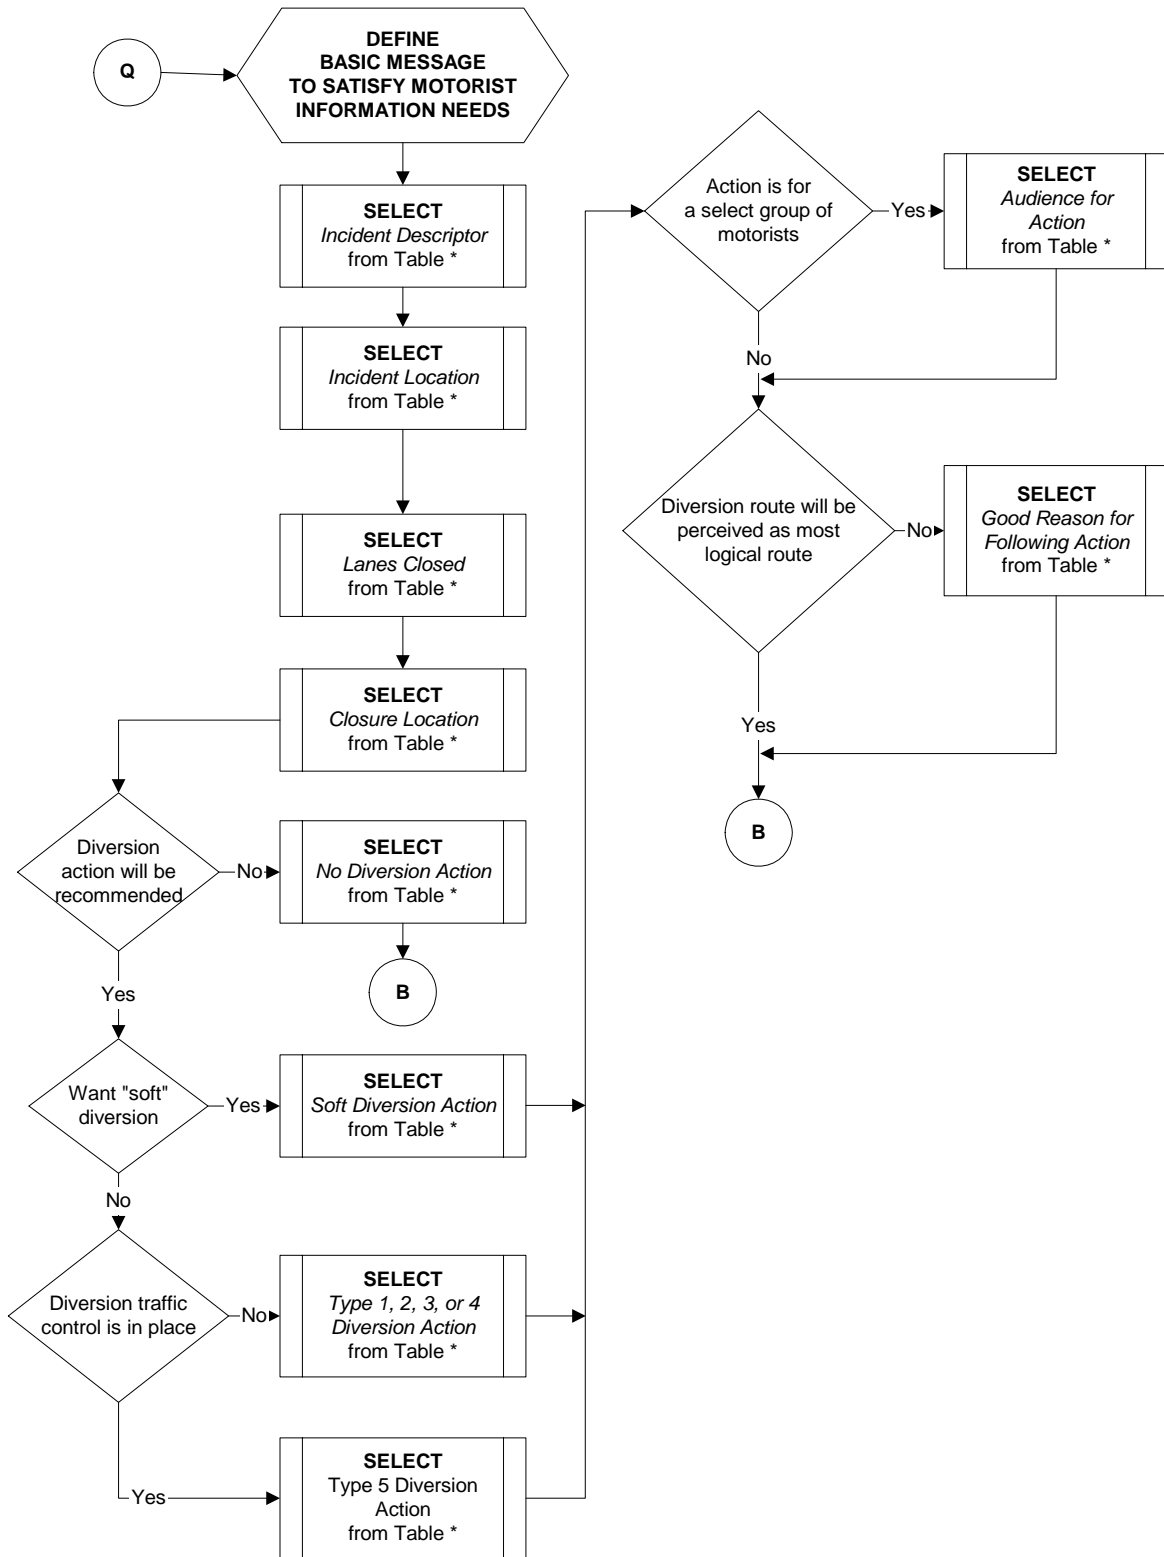 Q
DEFINE
BASIC MESSAGE
TO SATISFY MOTORIST
INFORMATION NEEDS
SELECT
Incident Descriptor
from Table *
SELECT
Incident Location
from Table *
SELECT
Lanes Closed
from Table *
SELECT
Closure Location
from Table *
Diversion
action will be
recommended
No
SELECT
No Diversion Action
from Table *
B
Yes
Want "soft"
diversion
Yes
SELECT
Soft Diversion Action
from Table *
No
Diversion traffic
control is in place
No
SELECT
Type 1, 2, 3, or 4
Diversion Action
from Table *
Yes
SELECT
Type 5 Diversion
Action
from Table *
Action is for
a select group of
motorists
Yes
SELECT
Audience for
Action
from Table *
No
Diversion route will be
perceived as most
logical route
No
SELECT
Good Reason for
Following Action
from Table *
Yes
B